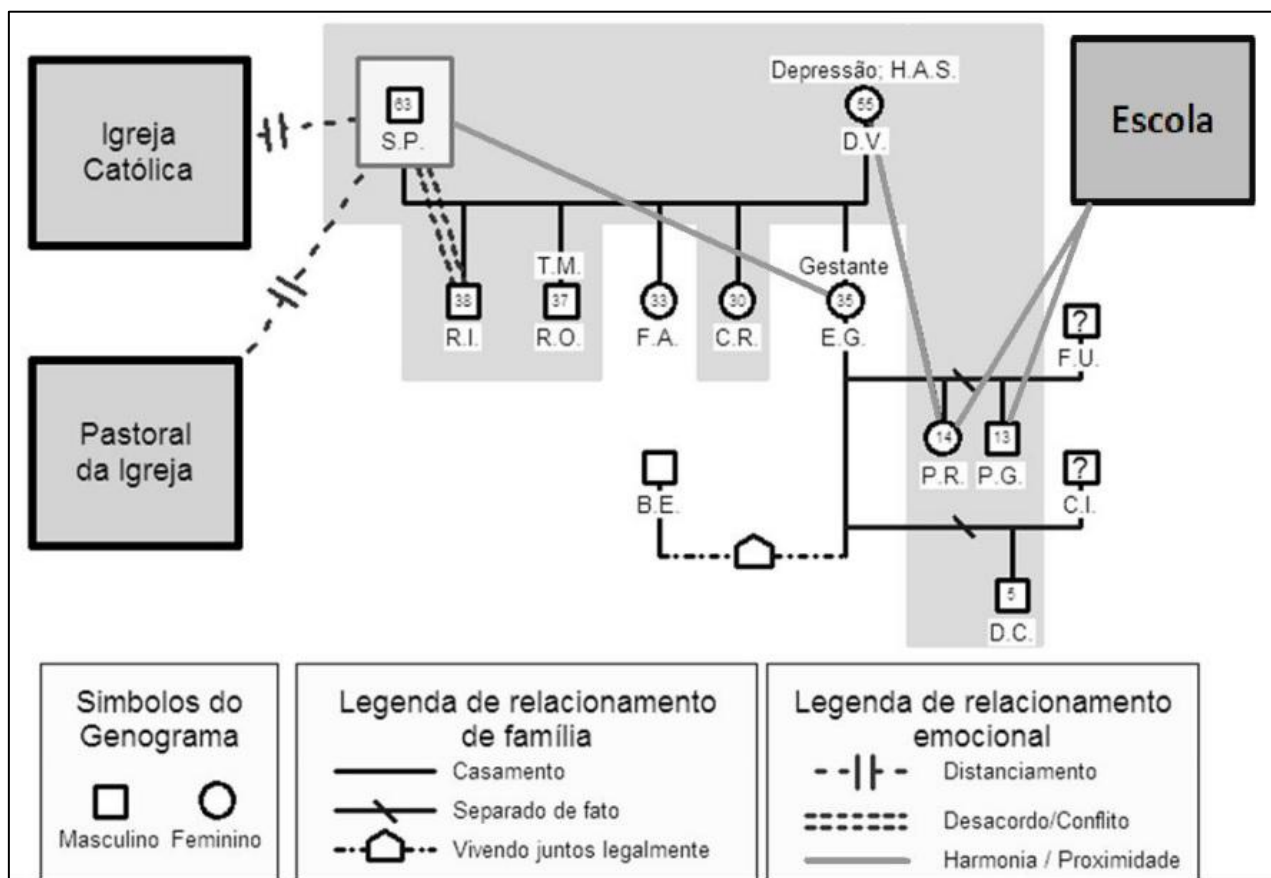 Igreja
Católica
63
S.P.
Depressão; H.A.S.
55
D.V.
Escola
T.M.
Gestante
38
37
33
30
35
R.I.
R.O.
F.A.
C.R.
E.G.
?
F.U.
Pastoral
da Igreja
14
13
P.R.
P.G.
B.E.
?
C.I.
5
D.C.
Simbolos do
Genograma
Masculino
Feminino
Legenda de relacionamento
de família
Casamento
Separado de fato
Vivendo juntos legalmente
Legenda de relacionamento
emocional
Distanciamento
Desacordo/Conflito
Harmonia / Proximidade